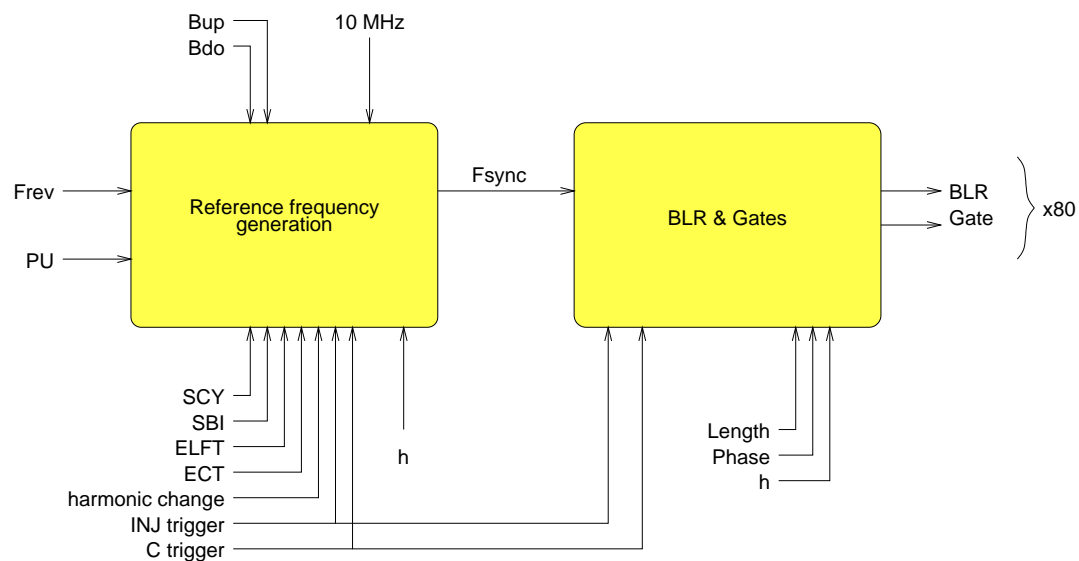 Bup
Bdo
10 MHz
Frev
PU
Reference frequency
generation
Fsync
BLR & Gates
BLR
Gate
x80
SCY
SBI
ELFT
ECT
harmonic change
INJ trigger
C trigger
h
Length
Phase
h